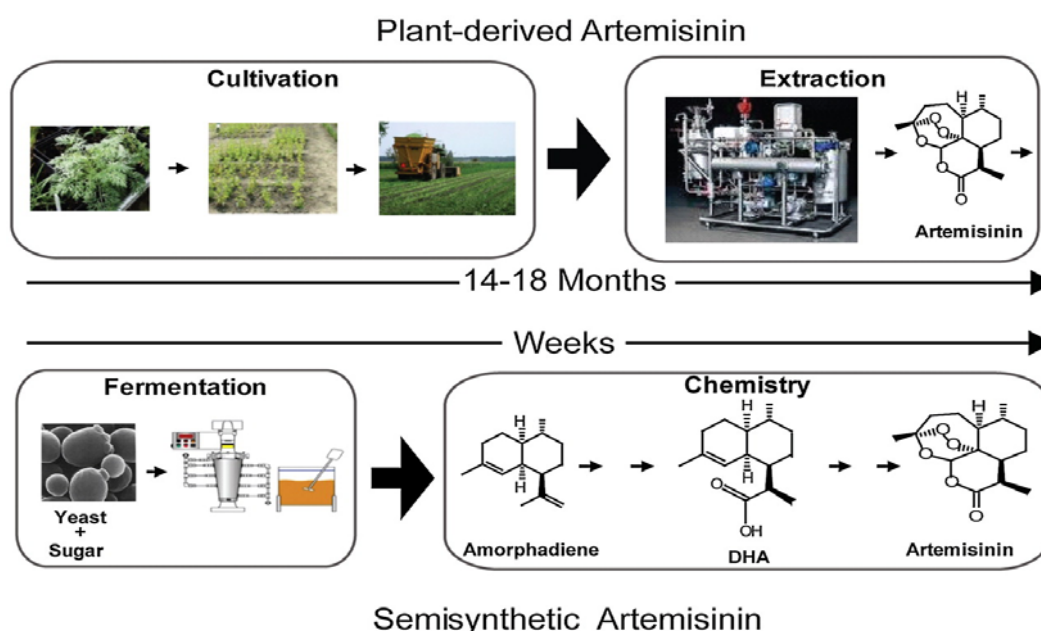 Plant-derived Artemisinin
Cultivation
Extraction
H
O
O
O
O
O
Artemisinin
14-18 Months
Weeks
Fermentation
Chemistry
Yeast
+
Sugar
H
H
Amorphadiene
H
H
O
OH
DHA
H
O
O
O
O
O
Artemisinin
Semisynthetic Artemisinin